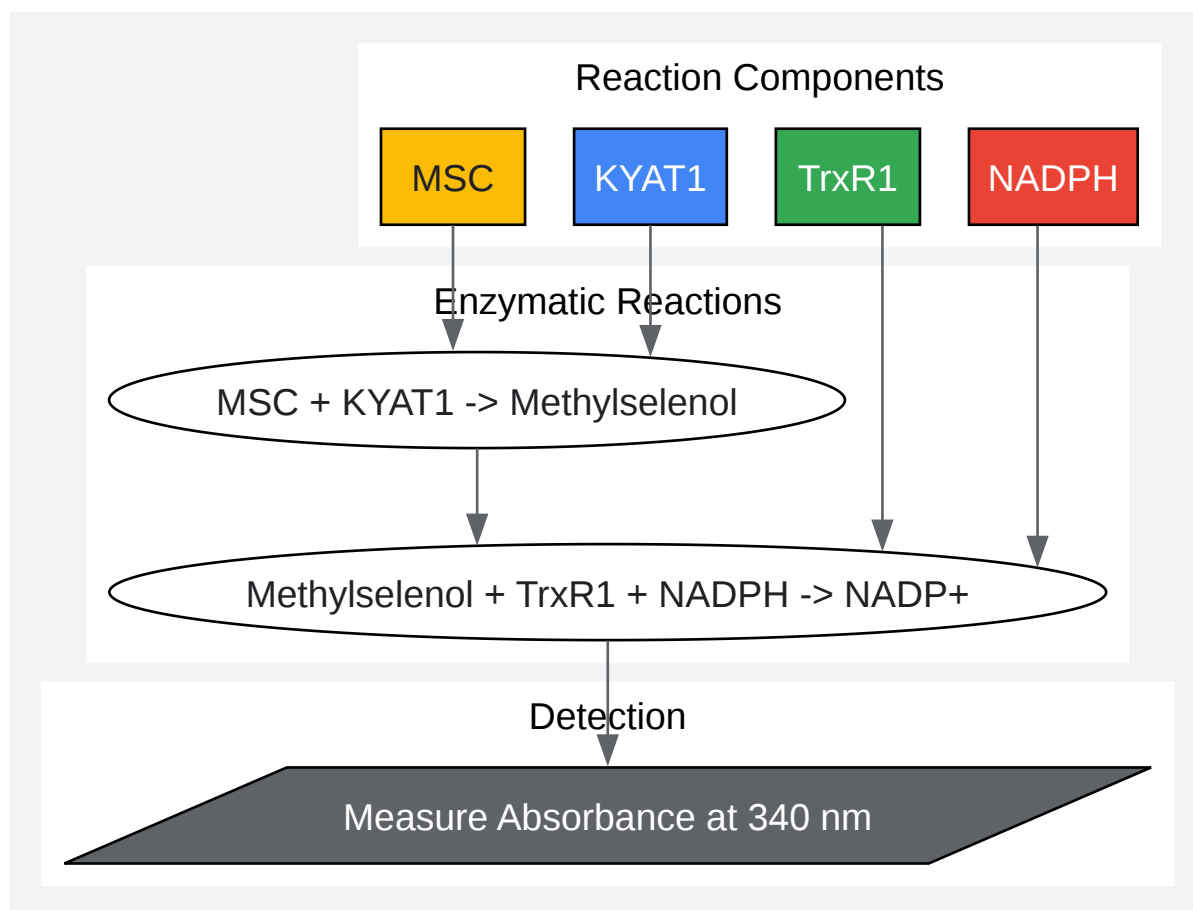 Reaction Components
MSC
KYAT1
TrxR1
NADPH
Enzymatic Reactions
MSC + KYAT1 -> Methylselenol
Methylselenol + TrxR1 + NADPH -> NADP+
Detection
Measure Absorbance at 340 nm